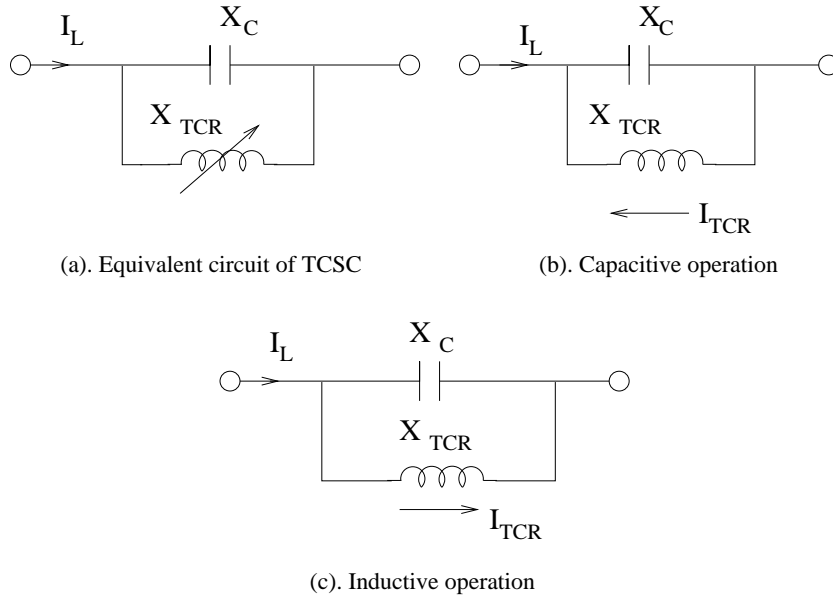 I_L X_C I_L X_C
X_TCR X_TCR
I_TCR
(a). Equivalent circuit of TCSC (b). Capacitive operation
I_L X_C
X_TCR
I_TCR
(c). Inductive operation